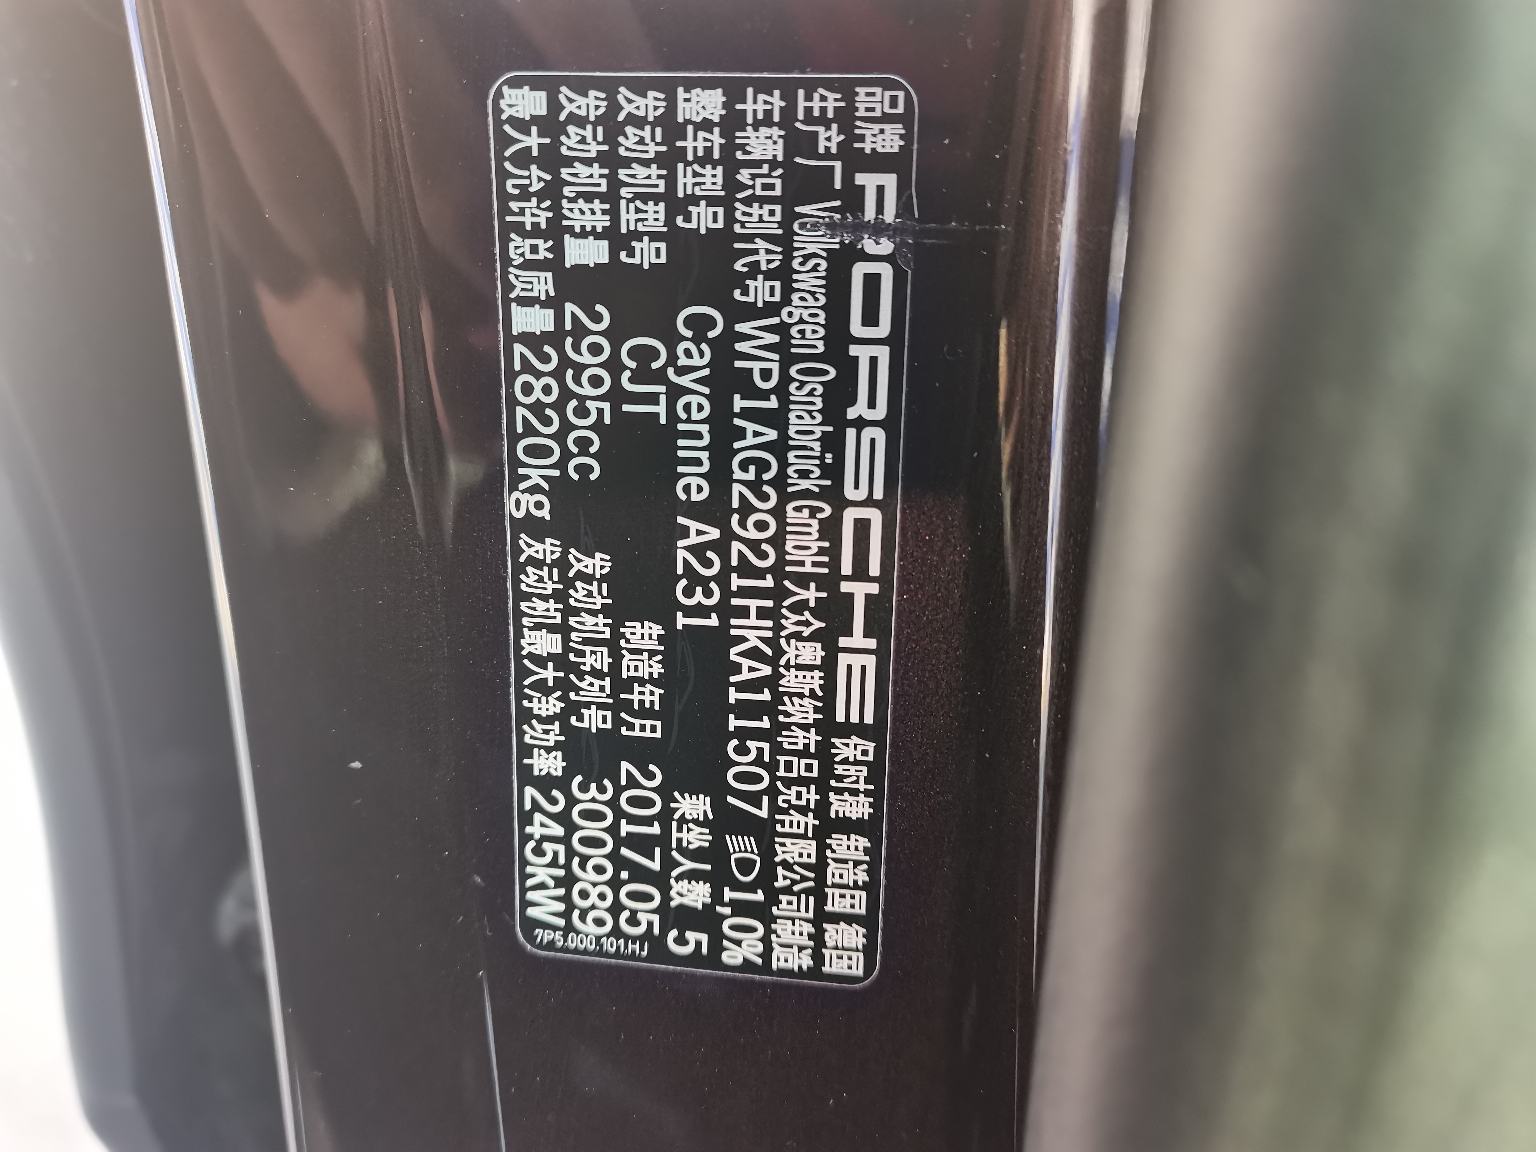 品牌 PORSCHE 保时捷 制造国 德国
生产厂 Volkswagen Osnabrück GmbH 大众奥斯纳布吕克有限公司制造
车辆识别代号 WP1AG2921HKA11507 1,0%
整车型号 Cayenne A231 乘坐人数 5
发动机型号 CJT 制造年月 2017.05
发动机排量 2995cc 发动机序列号 300989
最大允许总质量 2820kg 发动机最大净功率 245kW
7P5.000.101.HJ